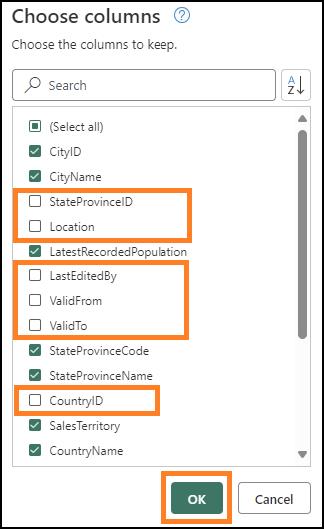 Choose columns
Choose the columns to keep.
Search
A
Z
(Select all)
CityID
CityName
StateProvinceID
Location
LatestRecordedPopulation
LastEditedBy
ValidFrom
ValidTo
StateProvinceCode
StateProvinceName
CountryID
SalesTerritory
CountryName
OK
Cancel